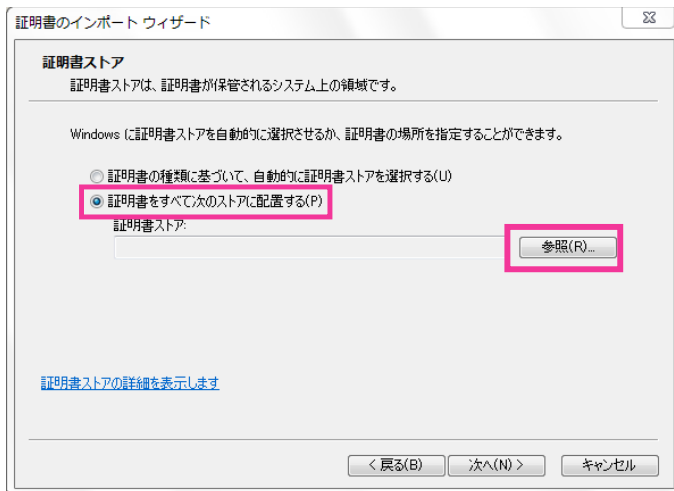 証明書のインポート ウィザード
証明書ストア
証明書ストアは、証明書が保管されるシステム上の領域です。
Windows に証明書ストアを自動的に選択させるか、証明書の場所を指定することができます。
証明書の種類に基づいて、自動的に証明書ストアを選択する(U)
証明書をすべて次のストアに配置する(P)
証明書ストア:
参照(R)...
証明書ストアの詳細を表示します
< 戻る(B)
次へ(N) >
キャンセル